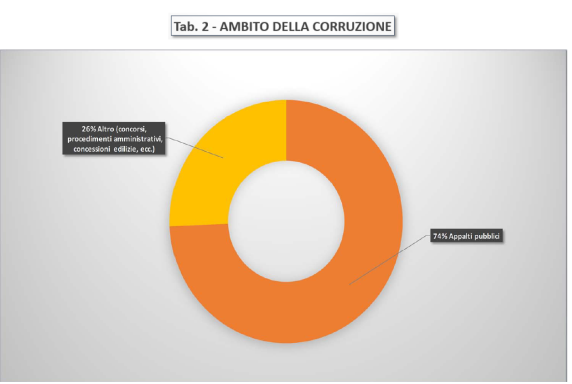 Tab. 2 - AMBITO DELLA CORRUZIONE
26% Altro (concorsi,
procedimenti amministrativi,
concessioni edilizie, ecc.)
74% Appalti pubblici